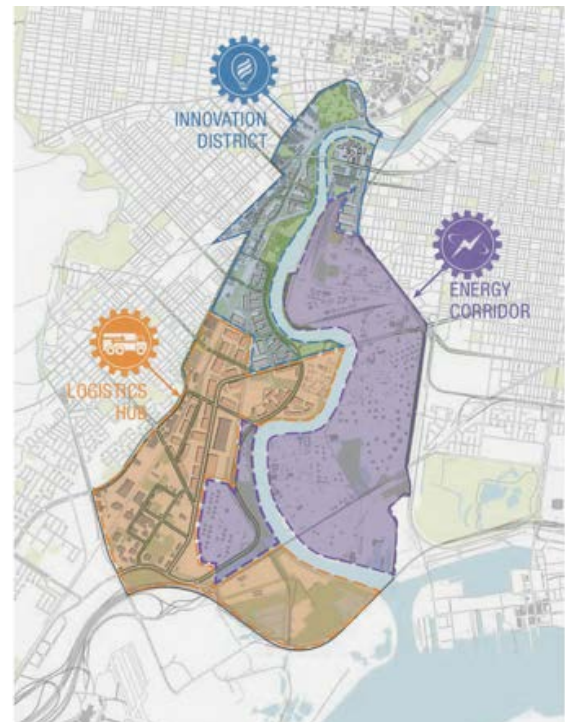 INNOVATION
DISTRICT
ENERGY
CORRIDOR
LOGISTICS
HUB